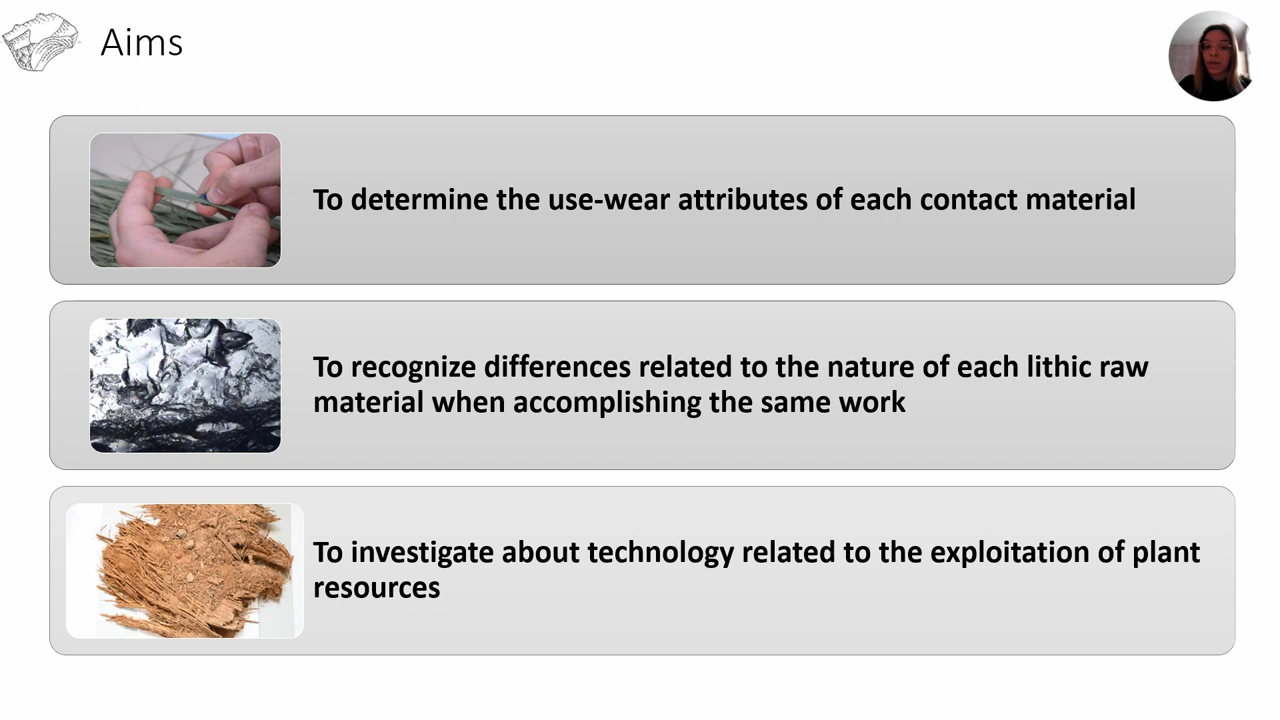 Aims
To determine the use-wear attributes of each contact material
To recognize differences related to the nature of each lithic raw
material when accomplishing the same work
To investigate about technology related to the exploitation of plant
resources